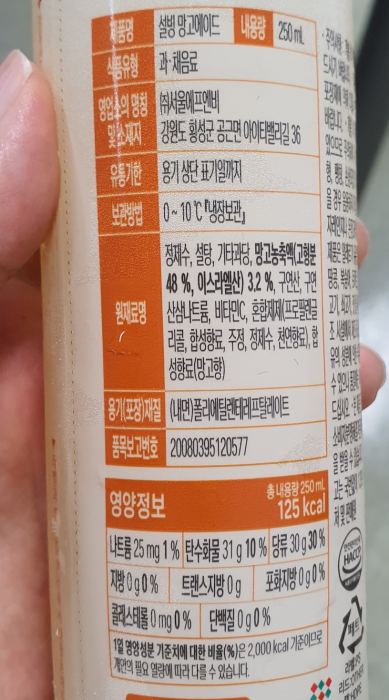 제품명 설빙 망고에이드 내용량 250 mL
식품유형 과·채음료
영업소의 명칭 및 소재지 ㈜서울에프엔비
강원도 횡성군 공근면 아이티밸리길 36
유통기한 용기 상단 표기일까지
보관방법 0~10℃ 『냉장보관』
원재료명 정제수, 설탕, 기타과당, 망고농축액(고형분
48 %, 이스라엘산) 3.2 %, 구연산, 구연
산삼나트륨, 비타민C, 혼합제제(프로필렌글
리콜, 합성향료, 주정, 정제수, 천연향료), 합
성향료(망고향)
용기(포장)재질 (내면)폴리에틸렌테레프탈레이트
품목보고번호 20080395120577
영양정보 총 내용량 250 mL
125 kcal
나트륨 25 mg 1% 탄수화물 31 g 10% 당류 30 g 30%
지방 0 g 0% 트랜스지방 0 g 포화지방 0 g 0%
콜레스테롤 0 mg 0% 단백질 0 g 0%
1일 영양성분 기준치에 대한 비율(%)은 2,000 kcal 기준이므로
개인의 필요 열량에 따라 다를 수 있습니다.
HACCP